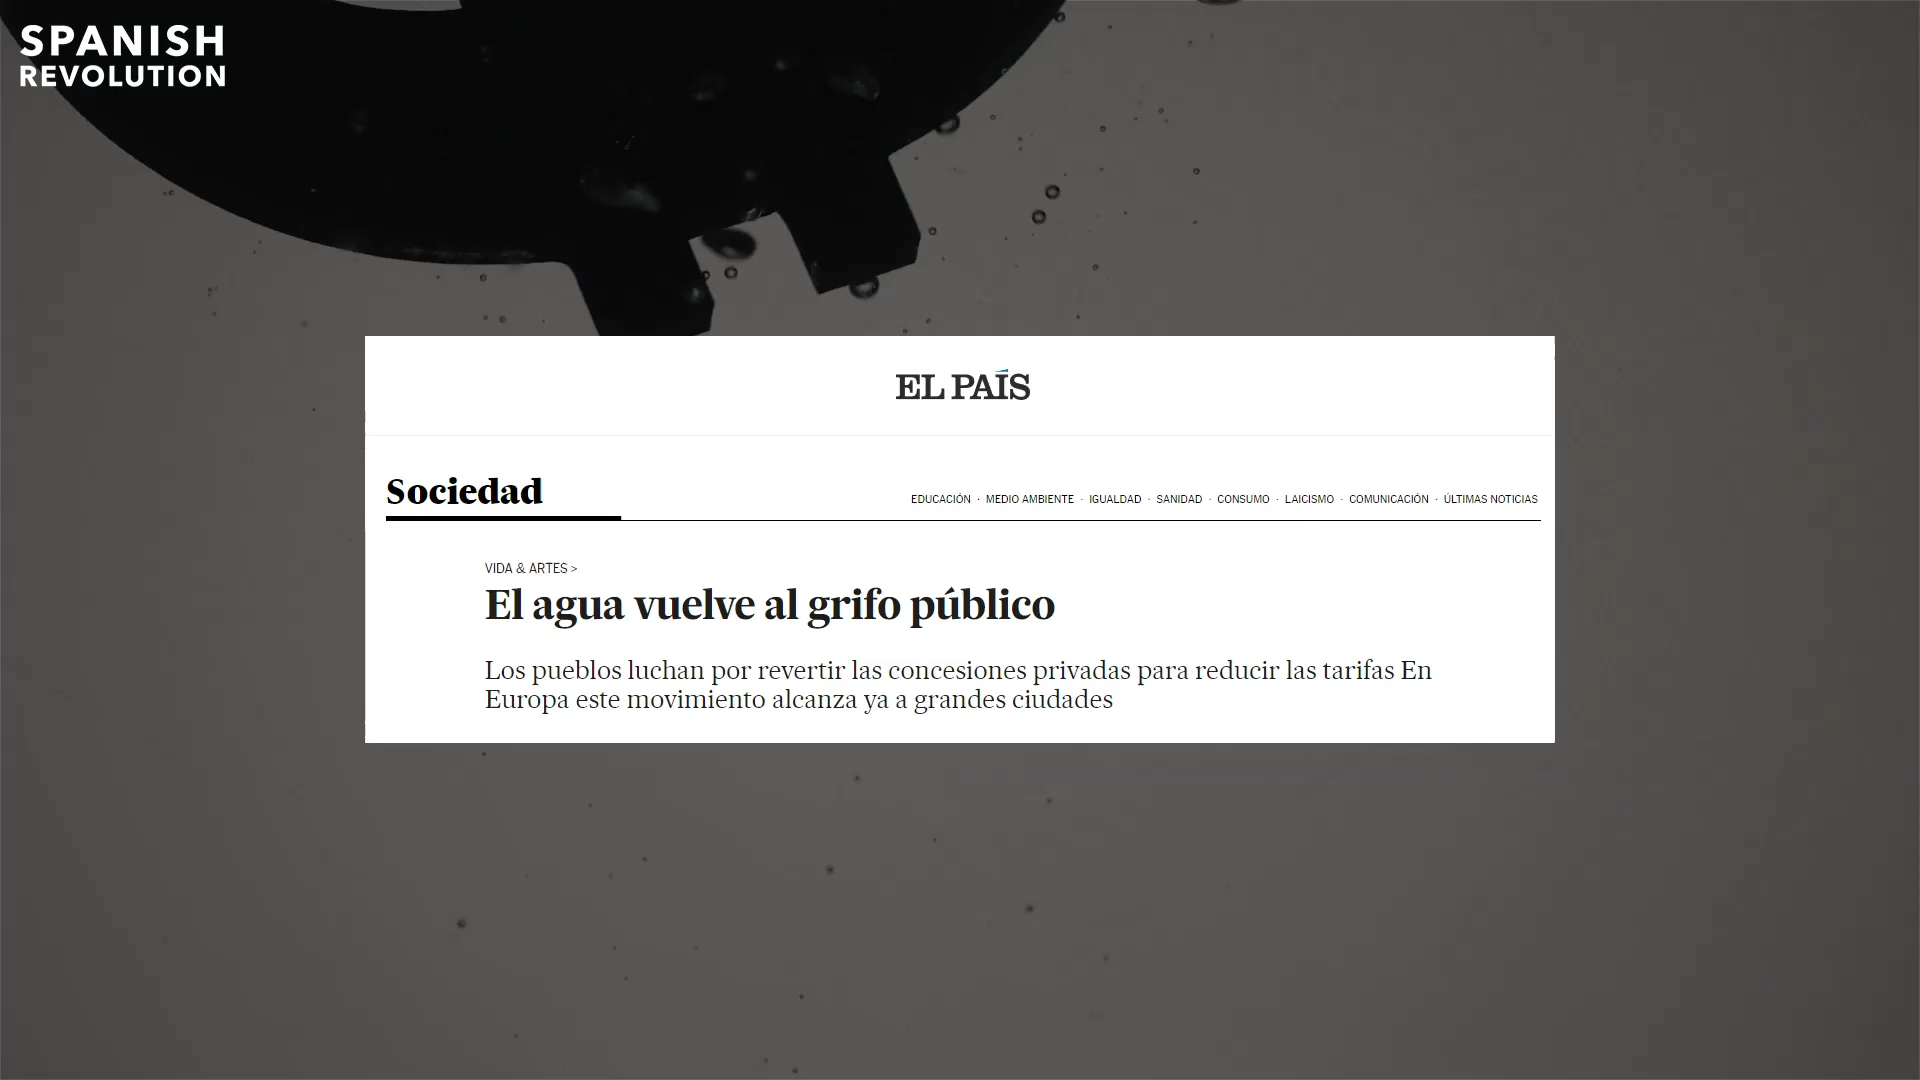 SPANISH
REVOLUTION
EL PAÍS
Sociedad
EDUCACIÓN · MEDIO AMBIENTE · IGUALDAD · SANIDAD · CONSUMO · LAICISMO · COMUNICACIÓN · ÚLTIMAS NOTICIAS
VIDA & ARTES >
El agua vuelve al grifo público
Los pueblos luchan por revertir las concesiones privadas para reducir las tarifas En
Europa este movimiento alcanza ya a grandes ciudades